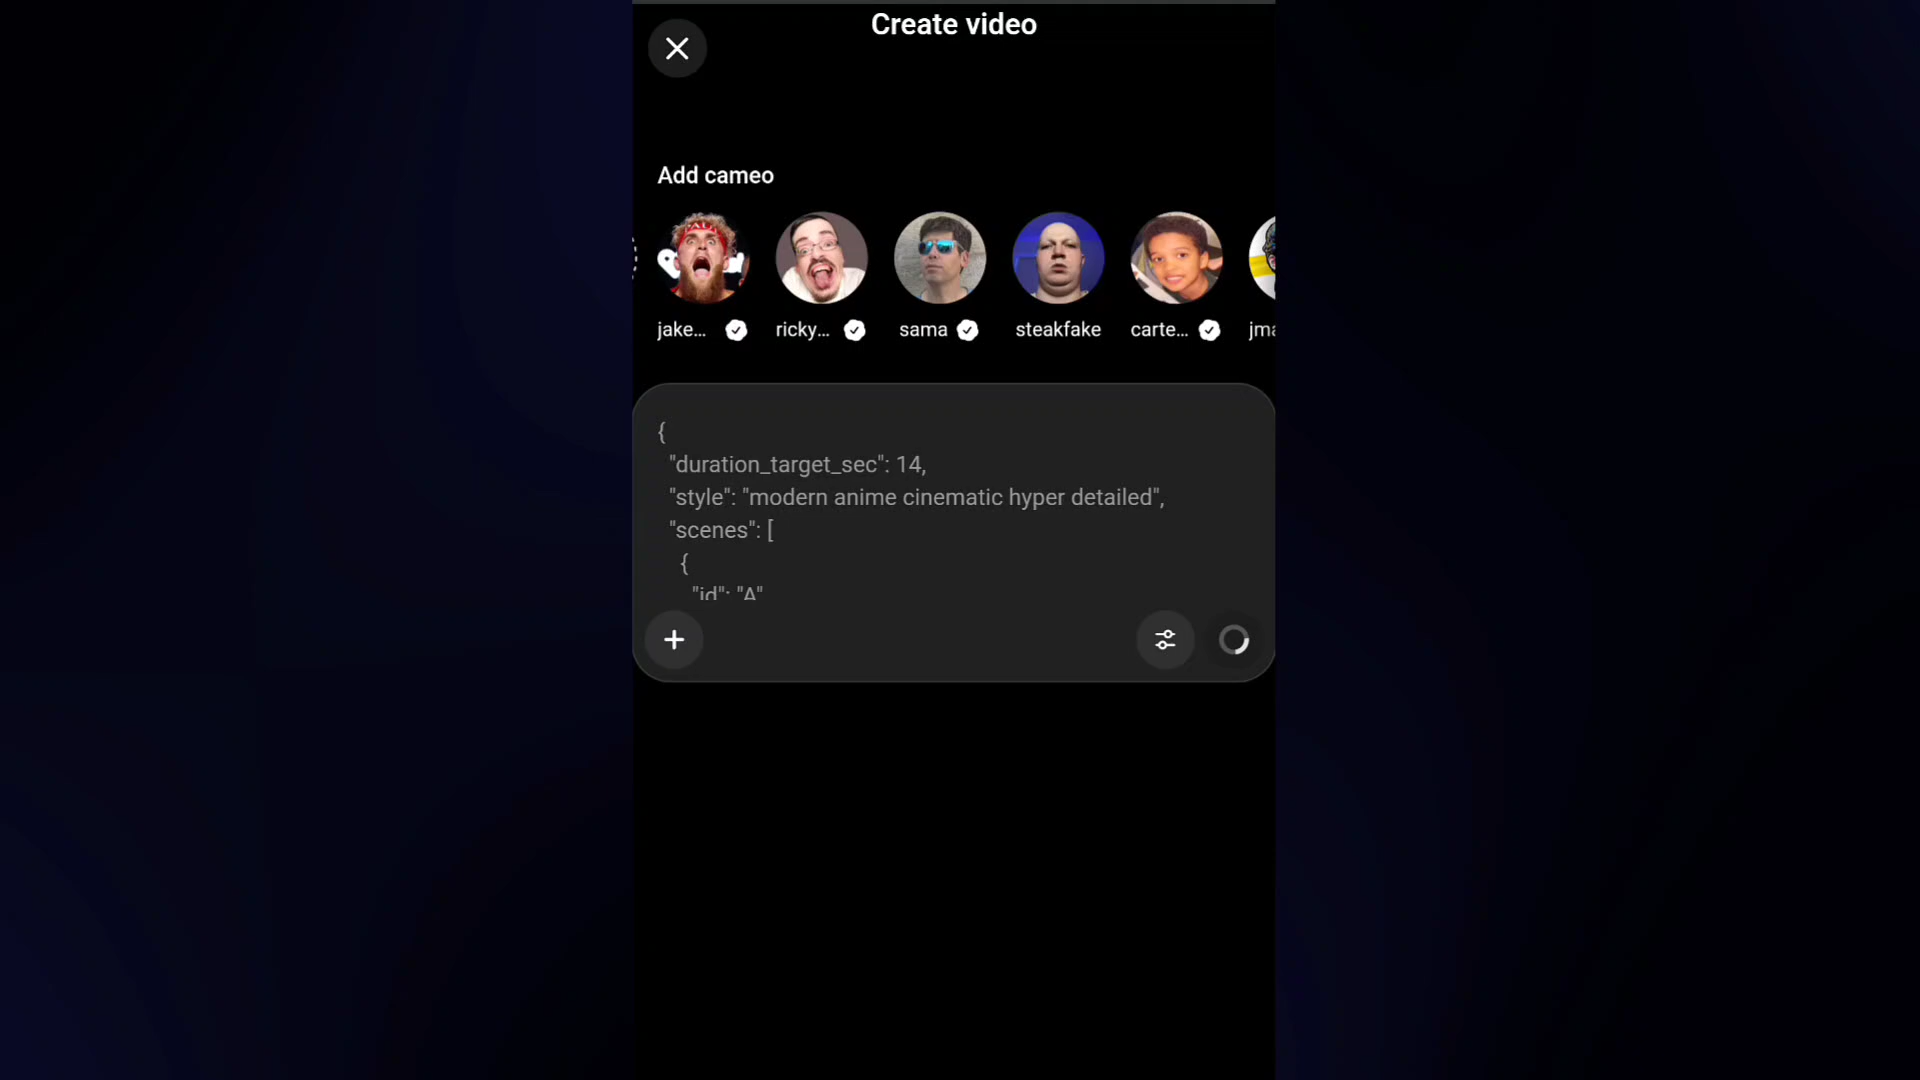 Create video
Add cameo
jake...
ricky...
sama
steakfake
carte...
jma
{
"duration_target_sec": 14,
"style": "modern anime cinematic hyper detailed",
"scenes": [
{
"id": "A"